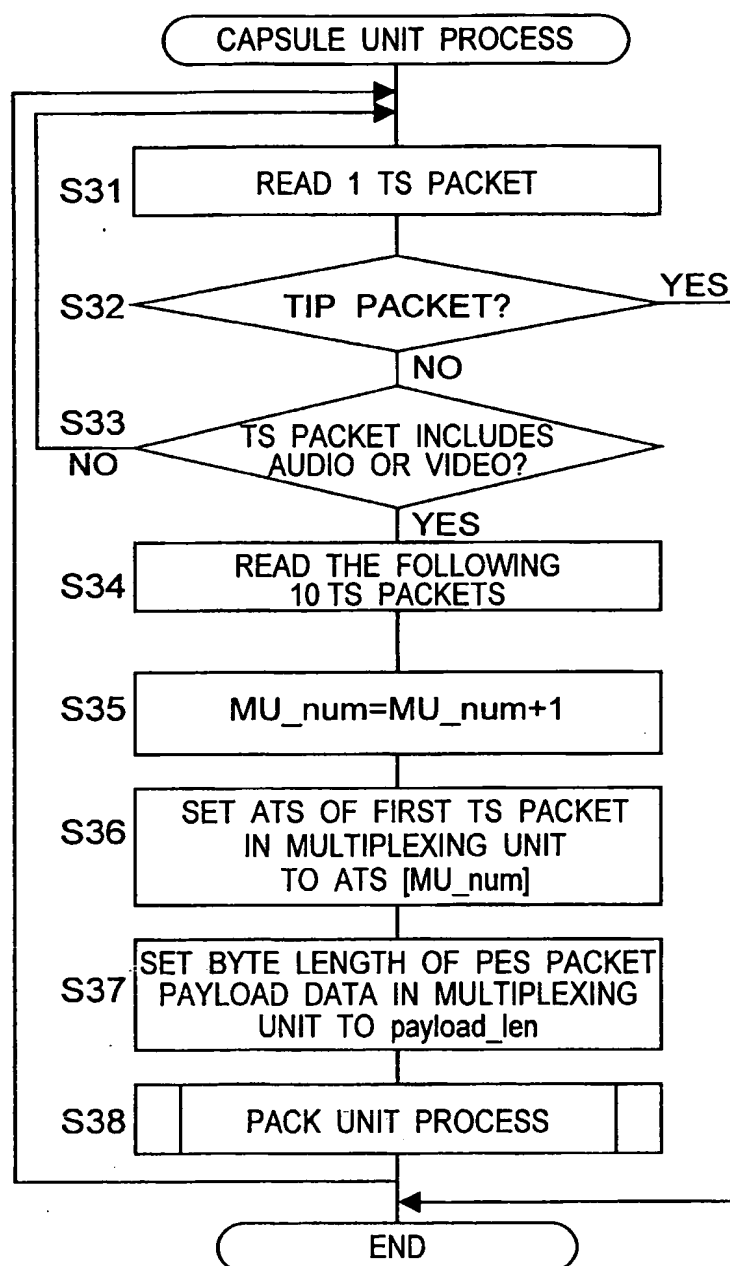 CAPSULE UNIT PROCESS
S31
READ 1 TS PACKET
S32
TIP PACKET?
YES
NO
S33
TS PACKET INCLUDES
AUDIO OR VIDEO?
NO
YES
S34
READ THE FOLLOWING
10 TS PACKETS
S35
MU_num=MU_num+1
S36
SET ATS OF FIRST TS PACKET
IN MULTIPLEXING UNIT
TO ATS [MU_num]
S37
SET BYTE LENGTH OF PES PACKET
PAYLOAD DATA IN MULTIPLEXING
UNIT TO payload_len
S38
PACK UNIT PROCESS
END